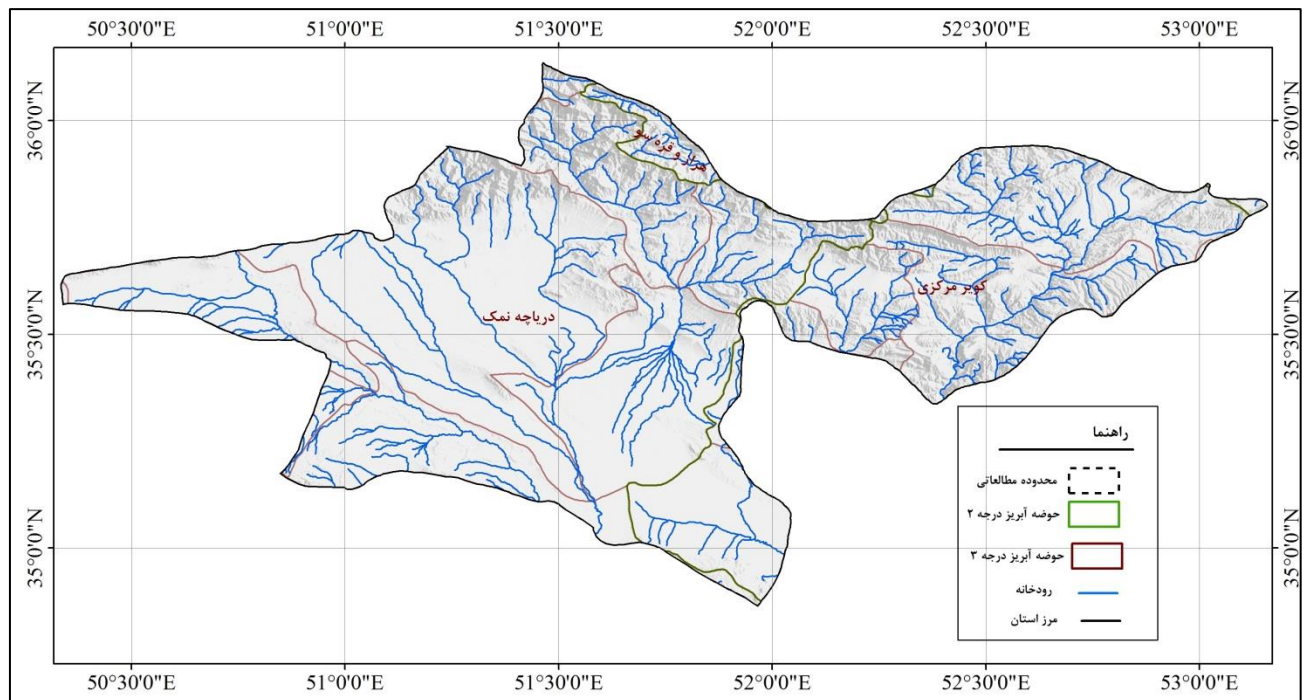 50°30'0"E 51°0'0"E 51°30'0"E 52°0'0"E 52°30'0"E 53°0'0"E
36°0'0"N
36°0'0"N
هراز و قره سو
کویر مرکزی
دریاچه نمک
35°30'0"N
35°30'0"N
راهنما
محدوده مطالعاتی
حوضه آبریز درجه ۲
حوضه آبریز درجه ۳
رودخانه
مرز استان
35°0'0"N
35°0'0"N
50°30'0"E 51°0'0"E 51°30'0"E 52°0'0"E 52°30'0"E 53°0'0"E